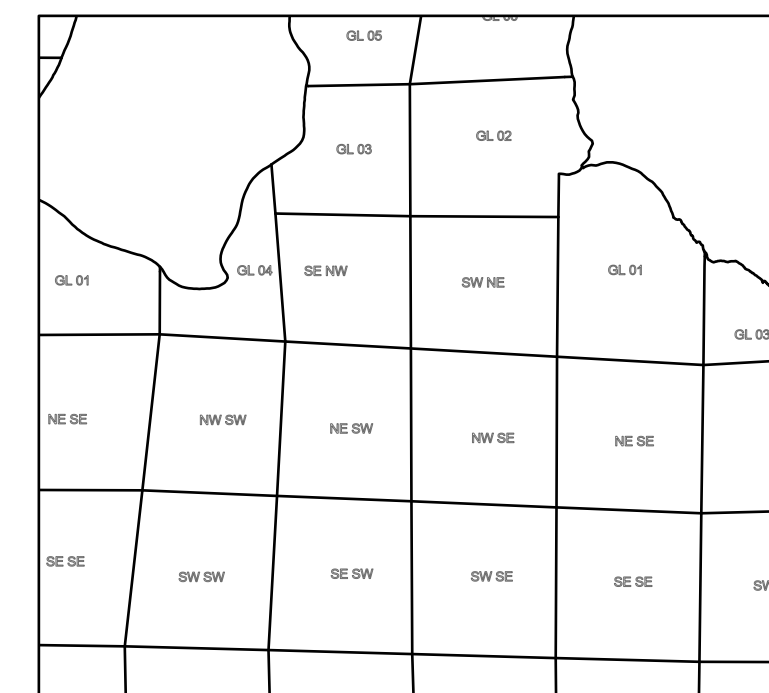 GL 05
GL 03
GL 02
GL 01
GL 04
SE NW
SW NE
GL 01
GL 03
NE SE
NW SW
NE SW
NW SE
NE SE
SE SE
SW SW
SE SW
SW SE
SE SE
SW